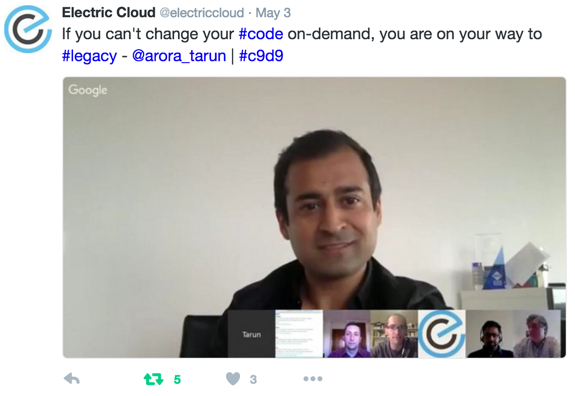 Electric Cloud @electriccloud · May 3
If you can't change your #code on-demand, you are on your way to
#legacy - @arora_tarun | #c9d9
Google
Tarun
5
3